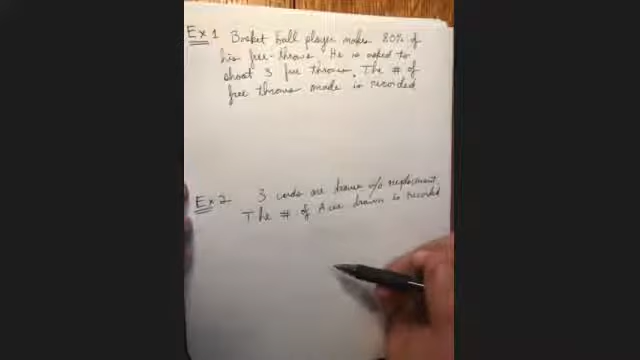 Ex 1 Basket ball player makes 80% of
his free-throws He is asked to
shoot 3 free throws. The # of
free throws made is recorded
Ex 2 3 cards are drawn w/o replacement.
The # of Aces drawn is recorded